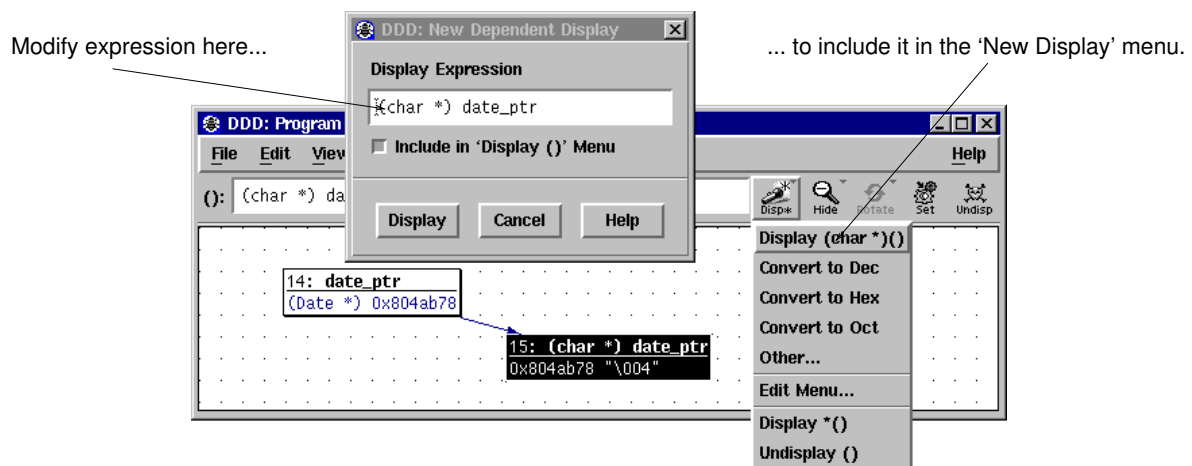 DDD: New Dependent Display
Modify expression here...
... to include it in the ‘New Display’ menu.
Display Expression
(char *) date_ptr
Include in ‘Display ()’ Menu
Display Cancel Help
DDD: Program
File Edit View Help
(): (char *) da
Disp* Hide Rotate Set Undisp
Display (char *)()
Convert to Dec
Convert to Hex
Convert to Oct
Other...
Edit Menu...
Display *()
Undisplay ()
14: date_ptr
(Date *) 0x804ab78
15: (char *) date_ptr
0x804ab78 "\004"